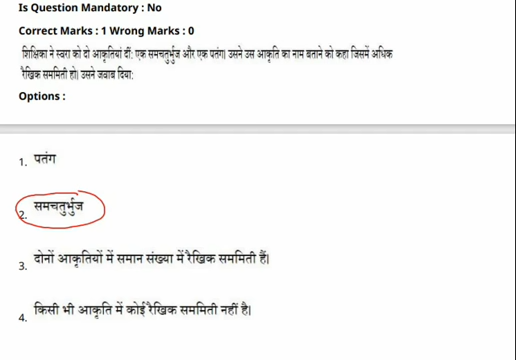 Is Question Mandatory : No
Correct Marks : 1 Wrong Marks : 0
शिक्षिका ने स्वरा को दो आकृतियां दीं: एक समचतुर्भुज और एक पतंग। उसने उस आकृति का नाम बताने को कहा जिसमें अधिक
रैखिक सममिती हो। उसने जवाब दिया:
Options :
1. पतंग
2. समचतुर्भुज
3. दोनों आकृतियों में समान संख्या में रैखिक सममिती हैं।
4. किसी भी आकृति में कोई रैखिक सममिती नहीं है।